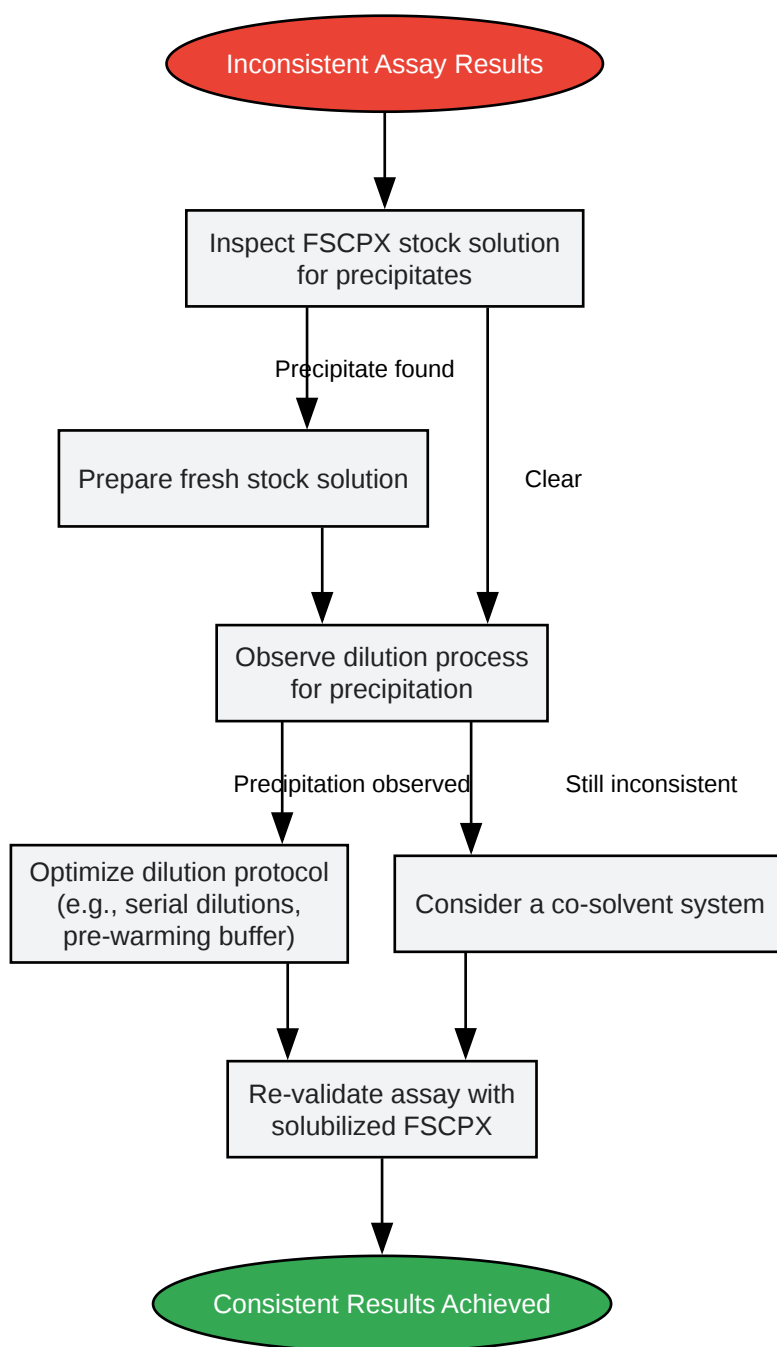 Inconsistent Assay Results
Inspect FSCPX stock solution
for precipitates
Precipitate found
Prepare fresh stock solution
Clear
Observe dilution process
for precipitation
Precipitation observed
Still inconsistent
Optimize dilution protocol
(e.g., serial dilutions,
pre-warming buffer)
Consider a co-solvent system
Re-validate assay with
solubilized FSCPX
Consistent Results Achieved